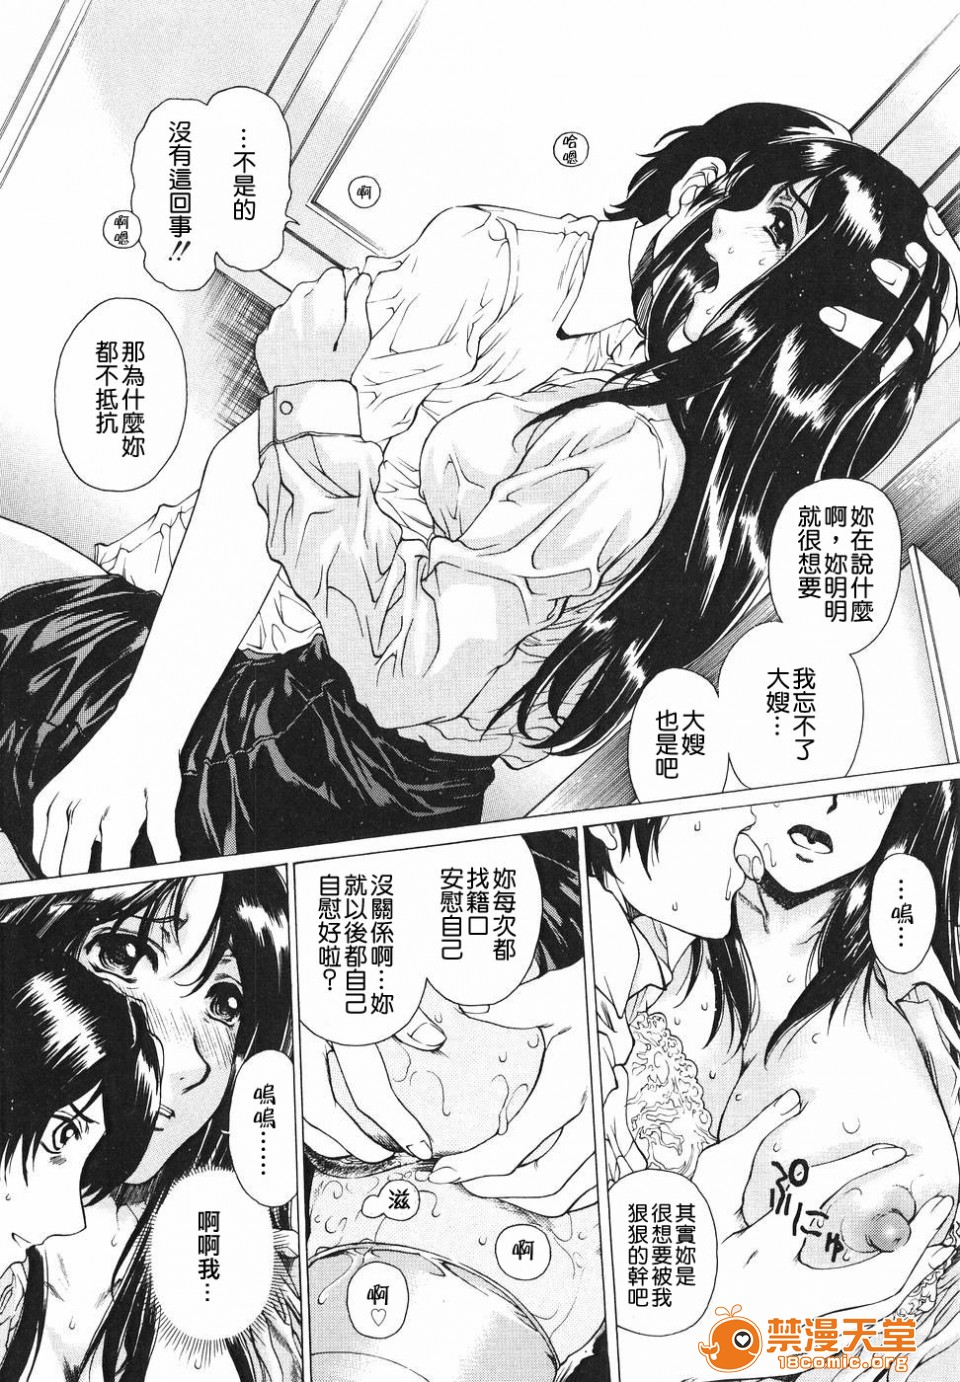 哈嗯
啊
…不是的
沒有這回事!!
啊嗯
那為什麼妳
都不抵抗
妳在說什麼
啊，妳明明
就很想要
我忘不了
大嫂…
大嫂
也是吧
…嗚…
其實妳是
很想要被我
狠狠的幹吧
妳每次都
找藉口
安慰自己
沒關係啊…妳
就以後都自己
自慰好啦？
滋
啊
啊♡
嗚嗚……
啊啊我…
禁漫天堂
18comic.org